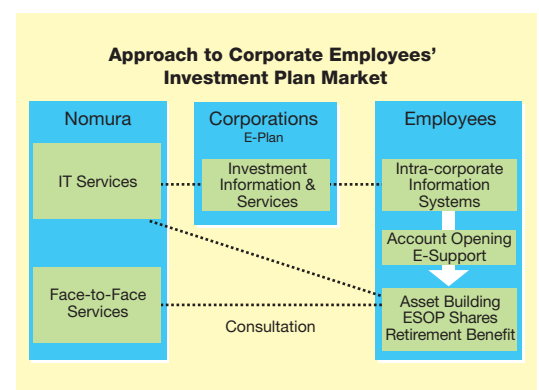 Approach to Corporate Employees'
Investment Plan Market
Nomura
IT Services
Face-to-Face
Services
Corporations
E-Plan
Investment
Information &
Services
Employees
Intra-corporate
Information
Systems
Account Opening
E-Support
Asset Building
ESOP Shares
Retirement Benefit
Consultation